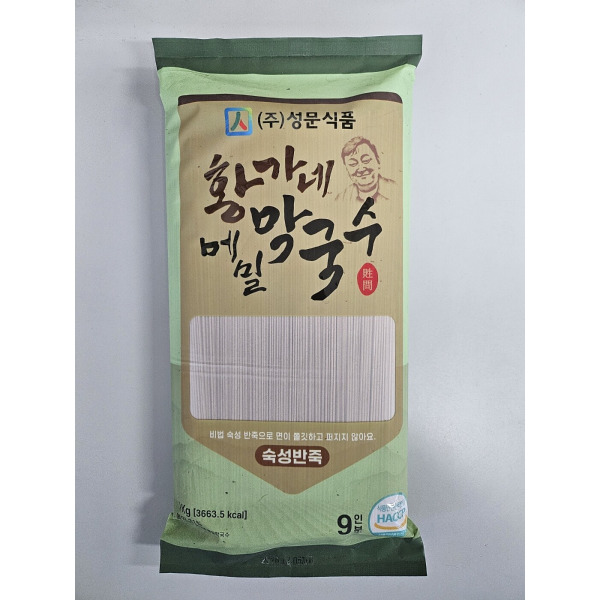 (주)성문식품
황가네
메밀막국수
비법 숙성 반죽으로 면이 쫄깃하고 퍼지지 않아요.
숙성반죽
Kg [3663.5 kcal]
9인분
HACCP